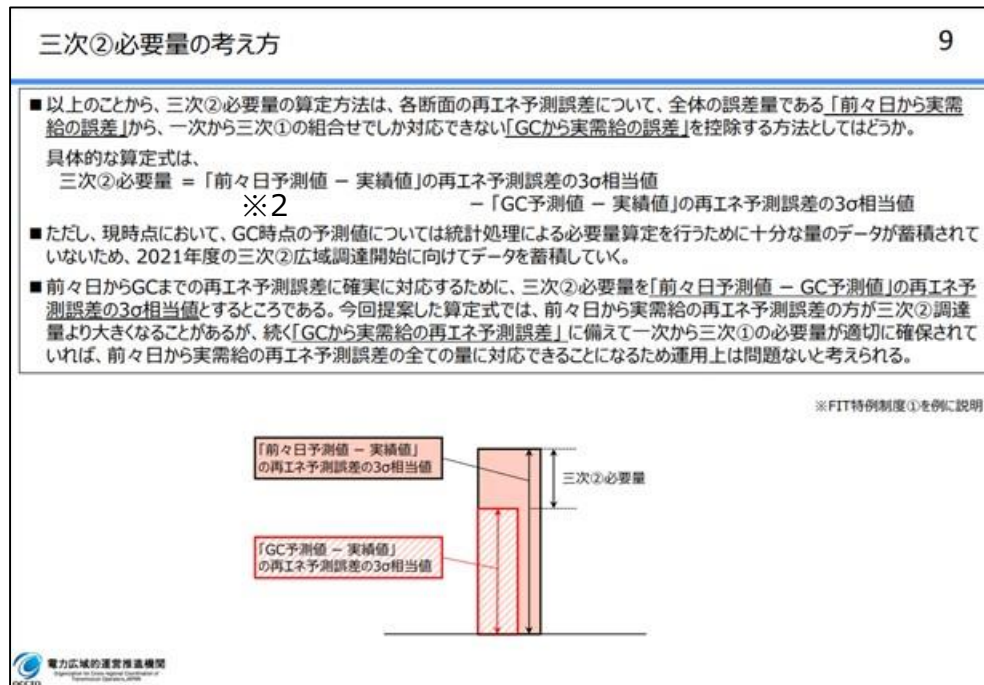 三次②必要量の考え方
9
■以上のことから、三次②必要量の算定方法は、各断面の再エネ予測誤差について、全体の誤差量である「前々日から実需
給の誤差」から、一次から三次①の組合せでしか対応できない「GCから実需給の誤差」を控除する方法としてはどうか。
具体的な算定式は、
三次②必要量 = 「前々日予測値 − 実績値」の再エネ予測誤差の3σ相当値
※2
− 「GC予測値 − 実績値」の再エネ予測誤差の3σ相当値
■ただし、現時点において、GC時点の予測値については統計処理による必要量算定を行うために十分な量のデータが蓄積されて
いないため、2021年度の三次②広域調達開始に向けてデータを蓄積していく。
■前々日からGCまでの再エネ予測誤差に確実に対応するために、三次②必要量を「前々日予測値 − GC予測値」の再エネ予
測誤差の3σ相当値とするところである。今回提案した算定式では、前々日から実需給の再エネ予測誤差の方が三次②調達
量より大きくなることがあるが、続く「GCから実需給の再エネ予測誤差」に備えて一次から三次①の必要量が適切に確保されて
いれば、前々日から実需給の再エネ予測誤差の全ての量に対応できることになるため運用上は問題ないと考えられる。
※FIT特例制度①を例に説明
「前々日予測値 − 実績値」
の再エネ予測誤差の3σ相当値
三次②必要量
「GC予測値 − 実績値」
の再エネ予測誤差の3σ相当値
電力広域的運営推進機関
Organization for Cross-regional Coordination of
Transmission Operators, JAPAN
OCCTO